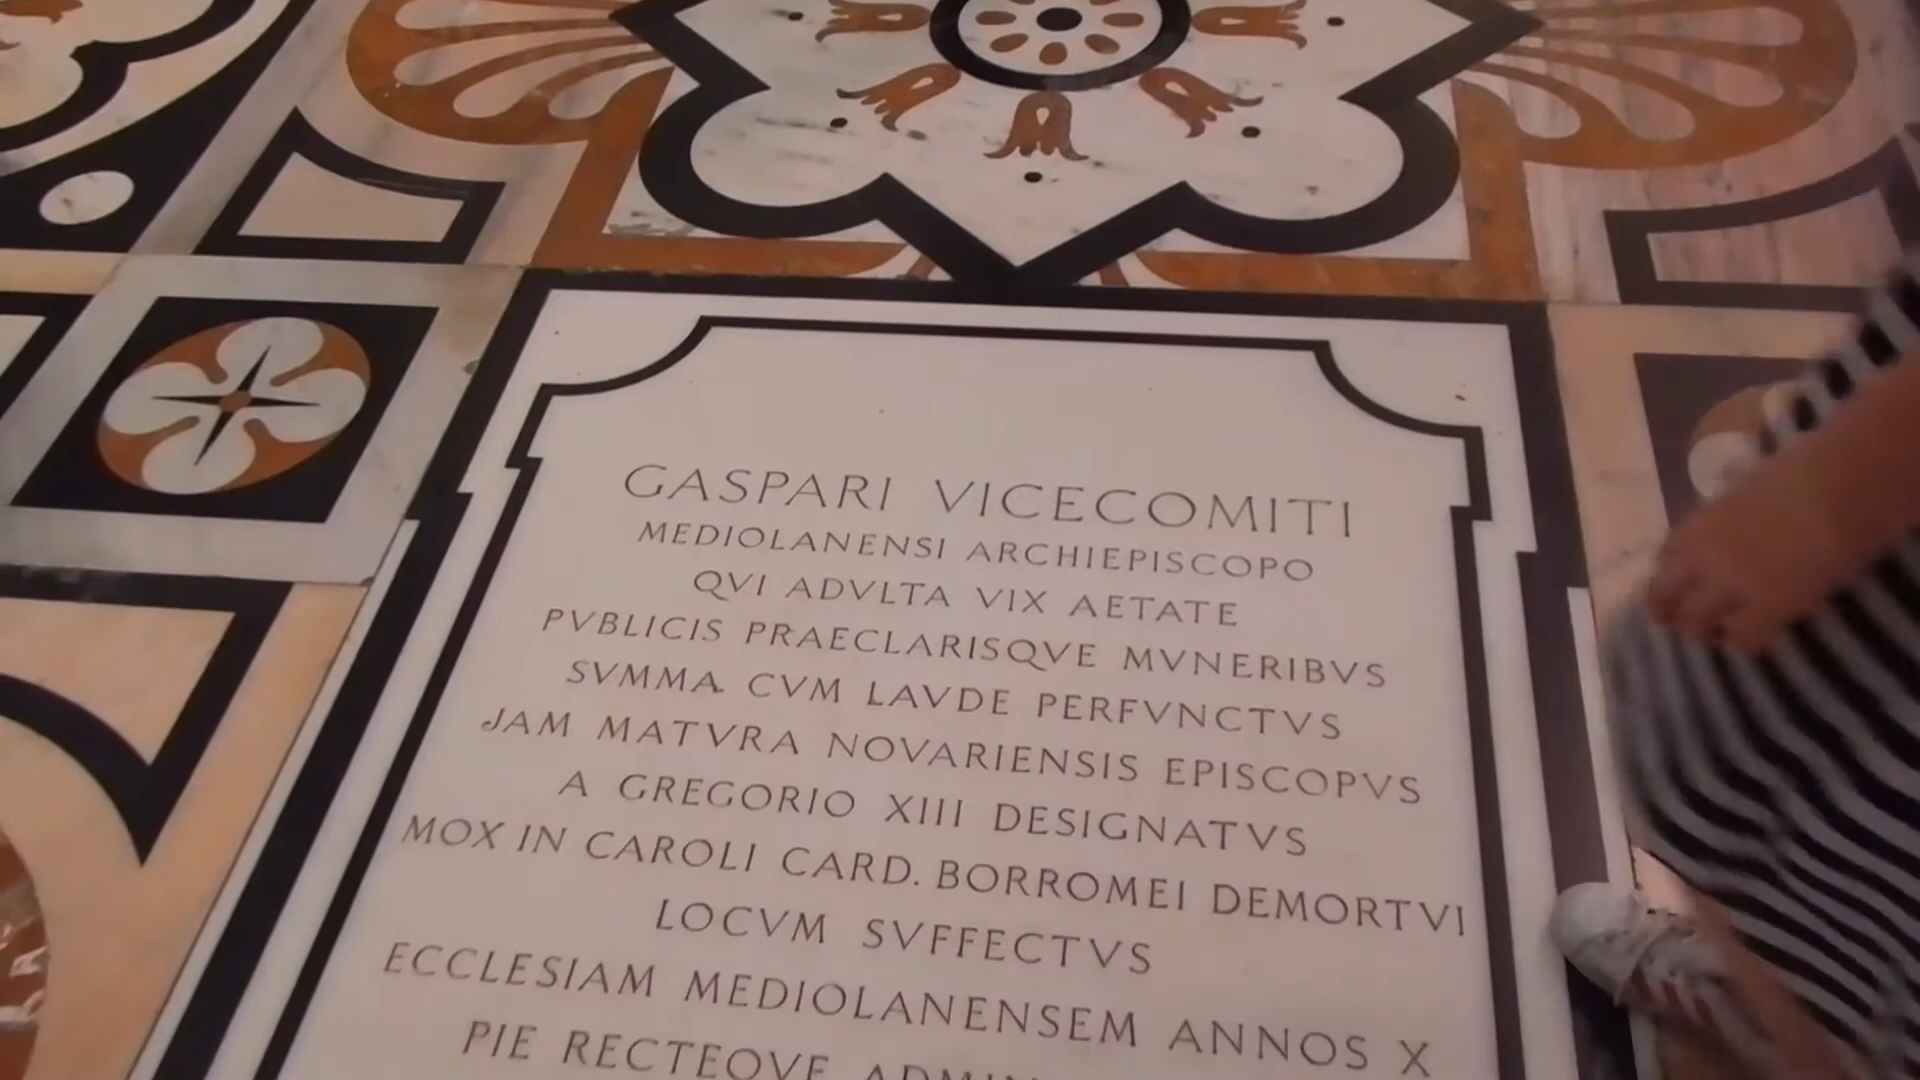 GASPARI VICECOMITI
MEDIOLANENSI ARCHIEPISCOPO
QVI ADVLTA VIX AETATE
PVBLICIS PRAECLARISQVE MVNERIBVS
SVMMA CVM LAVDE PERFVNCTVS
JAM MATVRA NOVARIENSIS EPISCOPVS
A GREGORIO XIII DESIGNATVS
MOX IN CAROLI CARD. BORROMEI DEMORTVI
LOCVM SVFFECTVS
ECCLESIAM MEDIOLANENSEM ANNOS X
PIE RECTEQVE